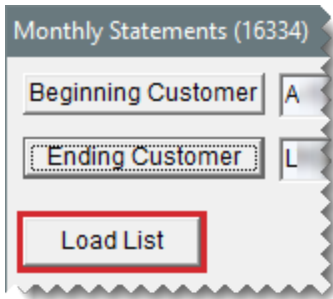 Monthly Statements (16334)
Beginning Customer A
Ending Customer L
Load List